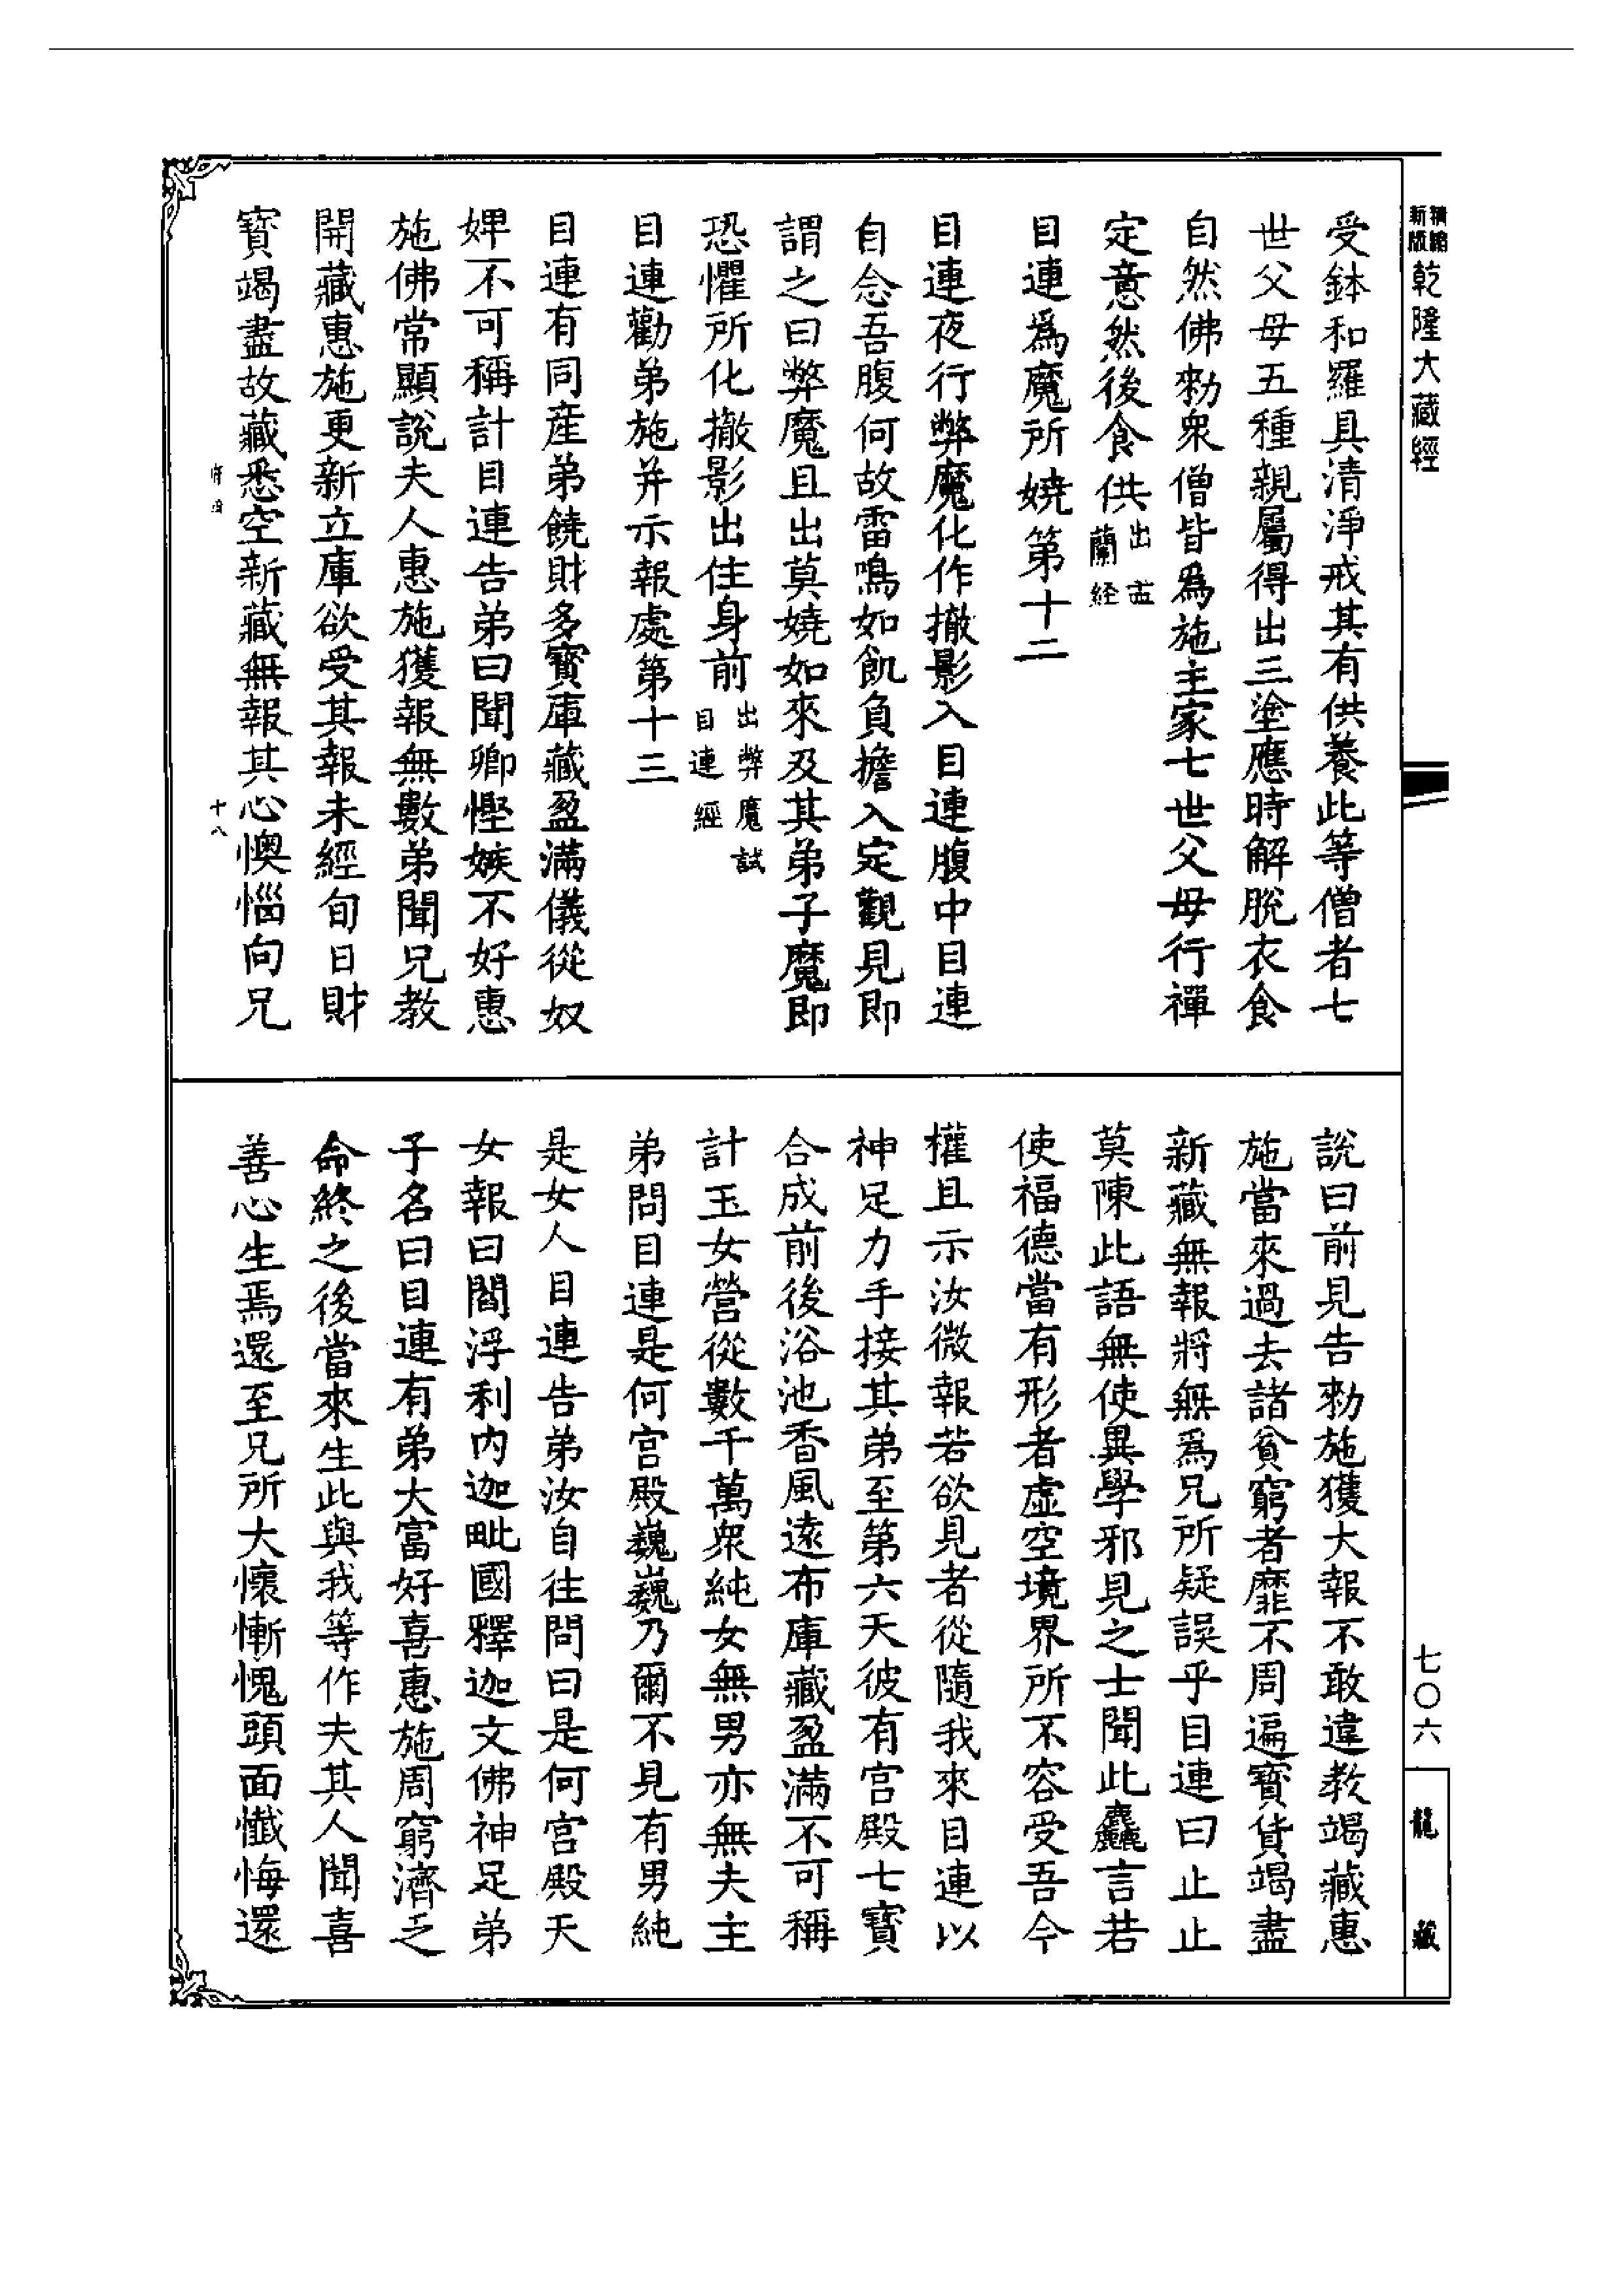 精縮新版乾隆大藏經
受鉢和羅具清淨戒其有供養此等僧者七
世父母五種親屬得出三塗應時解脫衣食
自然佛勑衆僧皆爲施主家七世父母行禪
定意然後食供出盂蘭経
目連爲魔所嬈第十二
目連夜行弊魔化作撤影入目連腹中目連
自念吾腹何故雷鳴如飢負擔入定觀見即
謂之曰弊魔且出莫嬈如來及其弟子魔即
恐懼所化撤影出住身前出弊魔試目連經
目連勸弟施并示報處第十三
目連有同産弟饒財多寳庫藏盈滿儀從奴
婢不可稱計目連告弟曰聞卿慳嫉不好惠
施佛常顯說夫人惠施獲報無數弟聞兄教
開藏惠施更新立庫欲受其報未經旬日財
寳竭盡故藏悉空新藏無報其心懊惱向兄
十八
說曰前見告勑施獲大報不敢違教竭藏惠
施當來過去諸貧窮者靡不周遍寳貨竭盡
新藏無報將無爲兄所疑誤乎目連曰止止
莫陳此語無使異學邪見之士聞此麤言若
使福德當有形者虛空境界所不容受吾今
權且示汝微報若欲見者從隨我來目連以
神足力手接其弟至第六天彼有宫殿七寳
合成前後浴池香風遠布庫藏盈滿不可稱
計玉女營從數千萬衆純女無男亦無夫主
弟問目連是何宫殿巍巍乃爾不見有男純
是女人目連告弟汝自往問曰是何宫殿天
女報曰閻浮利内迦毗國釋迦文佛神足弟
子名曰目連有弟大富好喜惠施周窮濟乏
命終之後當來生此與我等作夫其人聞喜
善心生焉還至兄所大懷慚愧頭面懺悔還
七〇六
龍藏